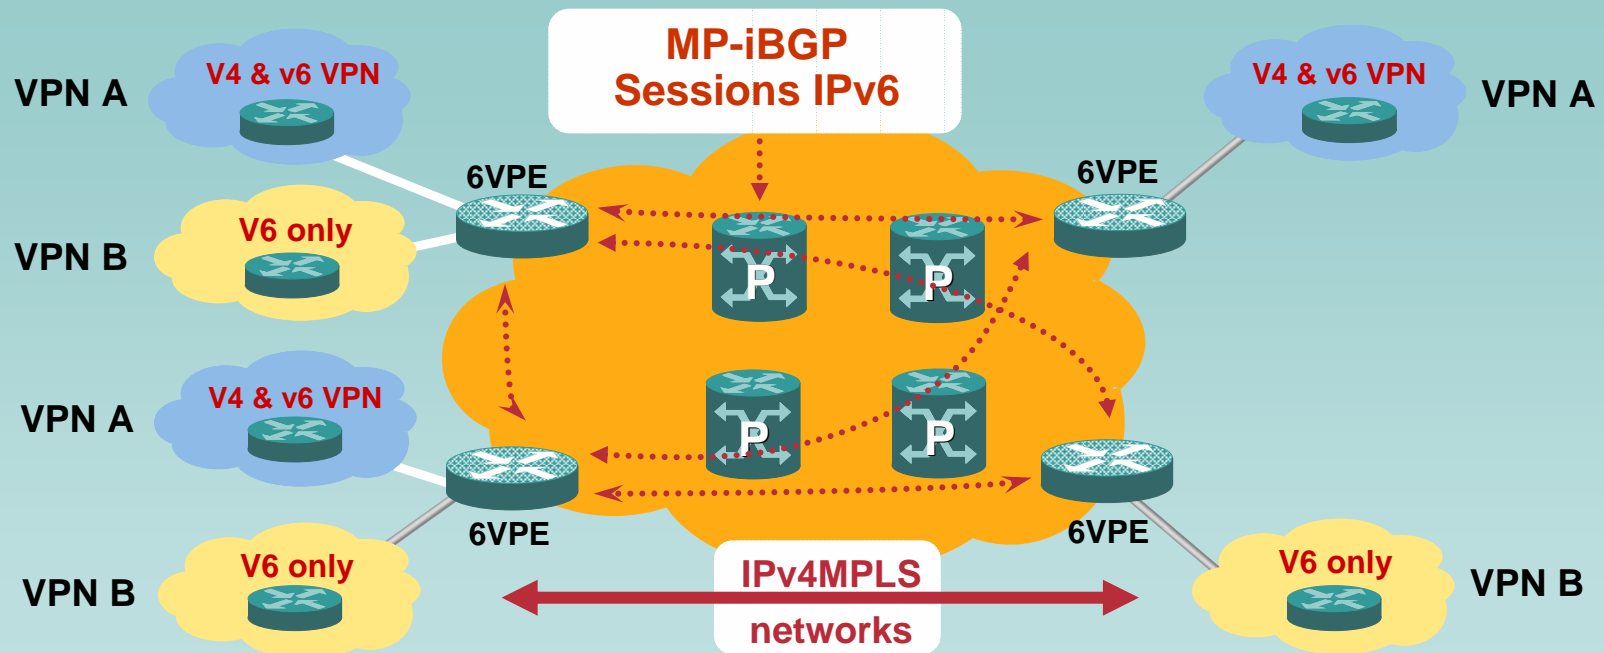 MP-iBGP
Sessions IPv6
VPN A
V4 & v6 VPN
V4 & v6 VPN
VPN A
6VPE
6VPE
VPN B
V6 only
P
P
VPN A
V4 & v6 VPN
P
P
6VPE
6VPE
VPN B
V6 only
IPv4MPLS
networks
V6 only
VPN B